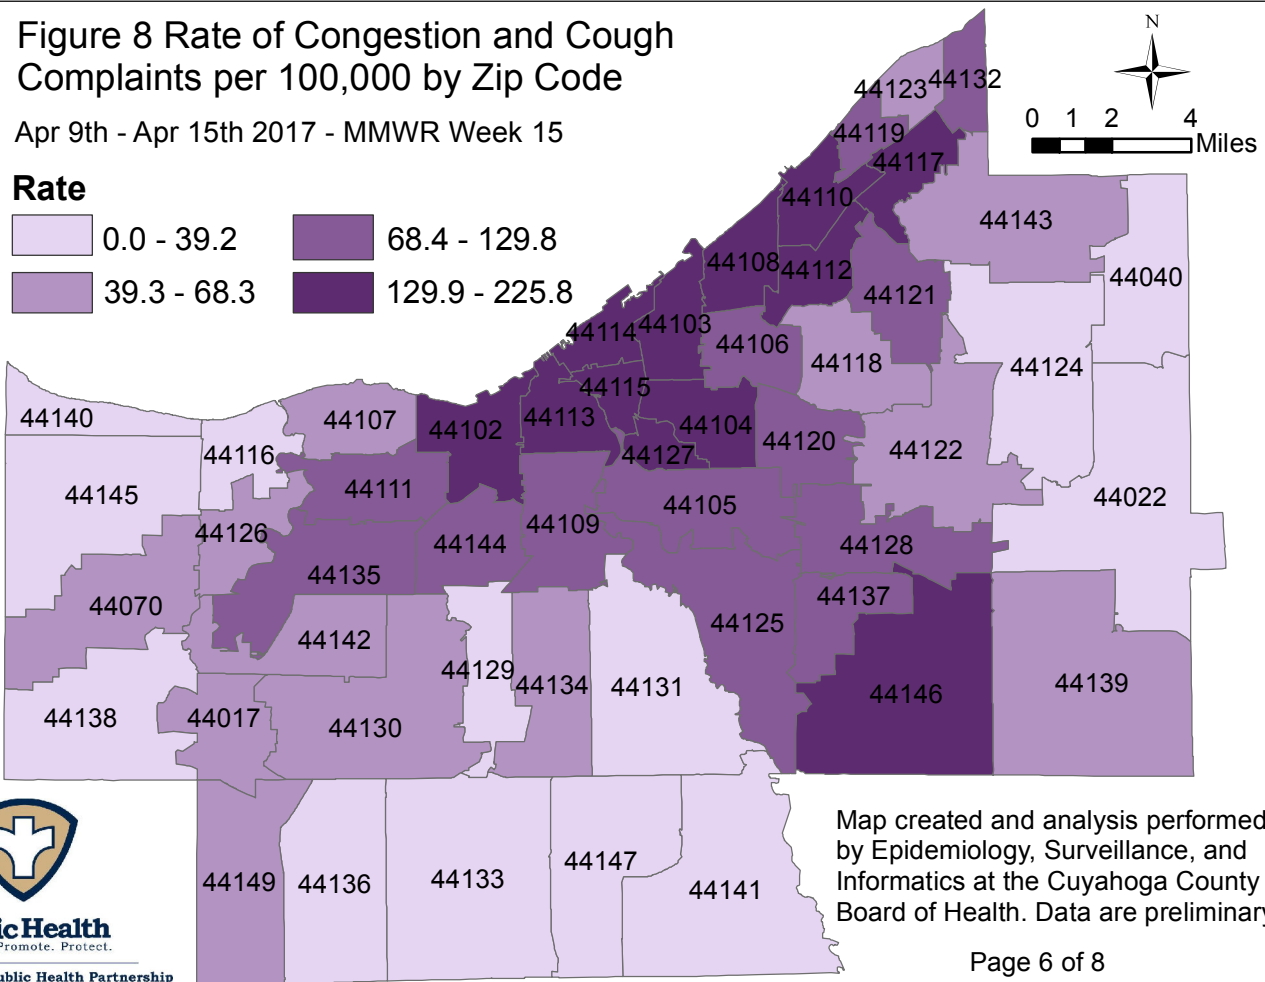 Figure 8 Rate of Congestion and Cough
Complaints per 100,000 by Zip Code
Apr 9th - Apr 15th 2017 - MMWR Week 15
Rate
0.0 - 39.2
68.4 - 129.8
39.3 - 68.3
129.9 - 225.8
N
0 1 2 4
Miles
44123
44132
44119
44117
44110
44143
44108
44112
44040
44121
44114
44103
44106
44118
44124
44115
44140
44107
44102
44113
44104
44120
44116
44127
44122
44145
44111
44105
44022
44126
44109
44144
44128
44135
44070
44137
44125
44142
44129
44134
44131
44146
44139
44138
44017
44130
44149
44136
44133
44147
44141
ic Health
Promote. Protect.
ublic Health Partnership
Map created and analysis performed
by Epidemiology, Surveillance, and
Informatics at the Cuyahoga County
Board of Health. Data are preliminary
Page 6 of 8